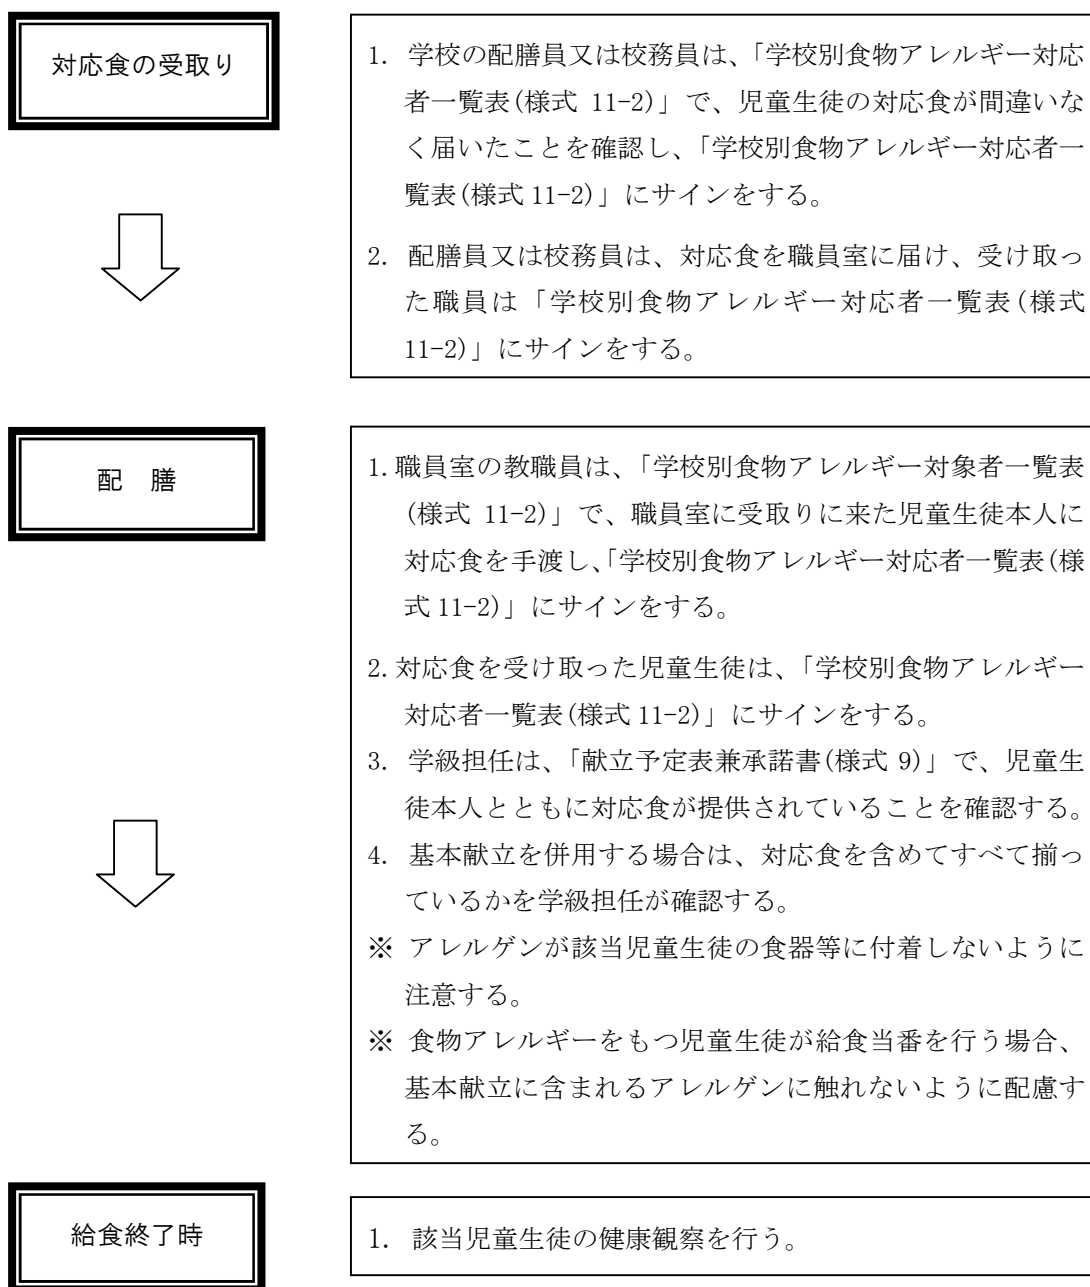 対応食の受取り
1. 学校の配膳員又は校務員は、「学校別食物アレルギー対応
者一覧表(様式 11-2)」で、児童生徒の対応食が間違いな
く届いたことを確認し、「学校別食物アレルギー対応者一
覧表(様式 11-2)」にサインをする。
2. 配膳員又は校務員は、対応食を職員室に届け、受け取っ
た職員は「学校別食物アレルギー対応者一覧表(様式
11-2)」にサインをする。
配　膳
1. 職員室の教職員は、「学校別食物アレルギー対象者一覧表
(様式 11-2)」で、職員室に受取りに来た児童生徒本人に
対応食を手渡し、「学校別食物アレルギー対応者一覧表(様
式 11-2)」にサインをする。
2. 対応食を受け取った児童生徒は、「学校別食物アレルギー
対応者一覧表(様式 11-2)」にサインをする。
3. 学級担任は、「献立予定表兼承諾書(様式 9)」で、児童生
徒本人とともに対応食が提供されていることを確認する。
4. 基本献立を併用する場合は、対応食を含めてすべて揃っ
ているかを学級担任が確認する。
※ アレルゲンが該当児童生徒の食器等に付着しないように
注意する。
※ 食物アレルギーをもつ児童生徒が給食当番を行う場合、
基本献立に含まれるアレルゲンに触れないように配慮す
る。
給食終了時
1. 該当児童生徒の健康観察を行う。